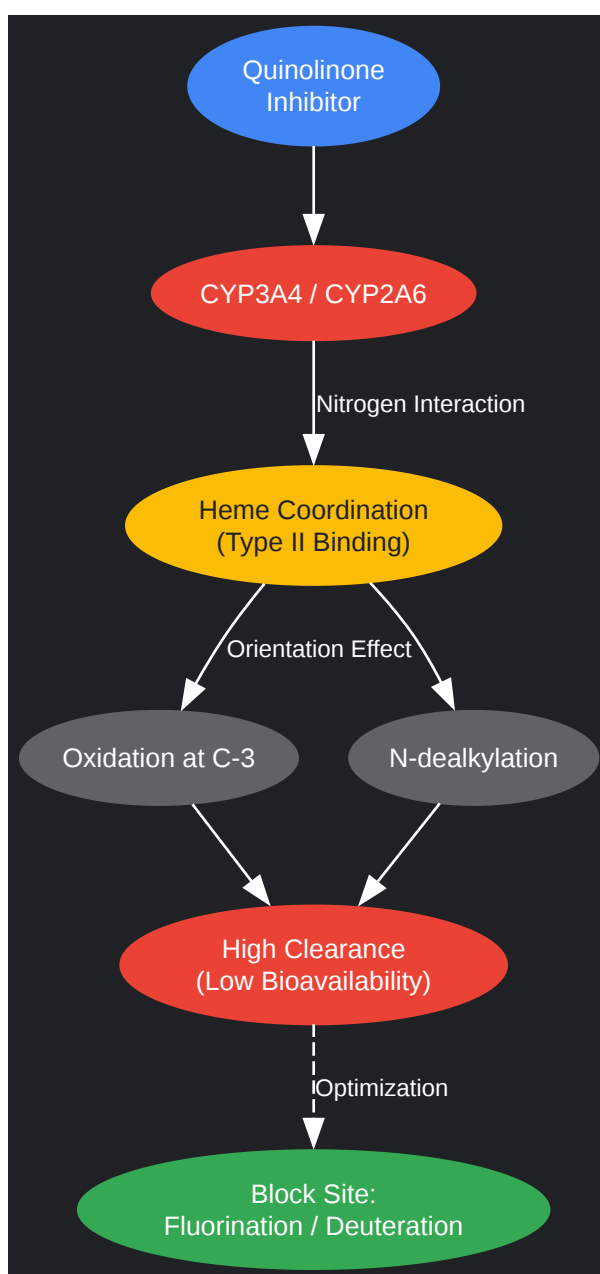 Quinolinone
Inhibitor
CYP3A4 / CYP2A6
Nitrogen Interaction
Heme Coordination
(Type II Binding)
Orientation Effect
Oxidation at C-3
N-dealkylation
High Clearance
(Low Bioavailability)
Optimization
Block Site:
Fluorination / Deuteration